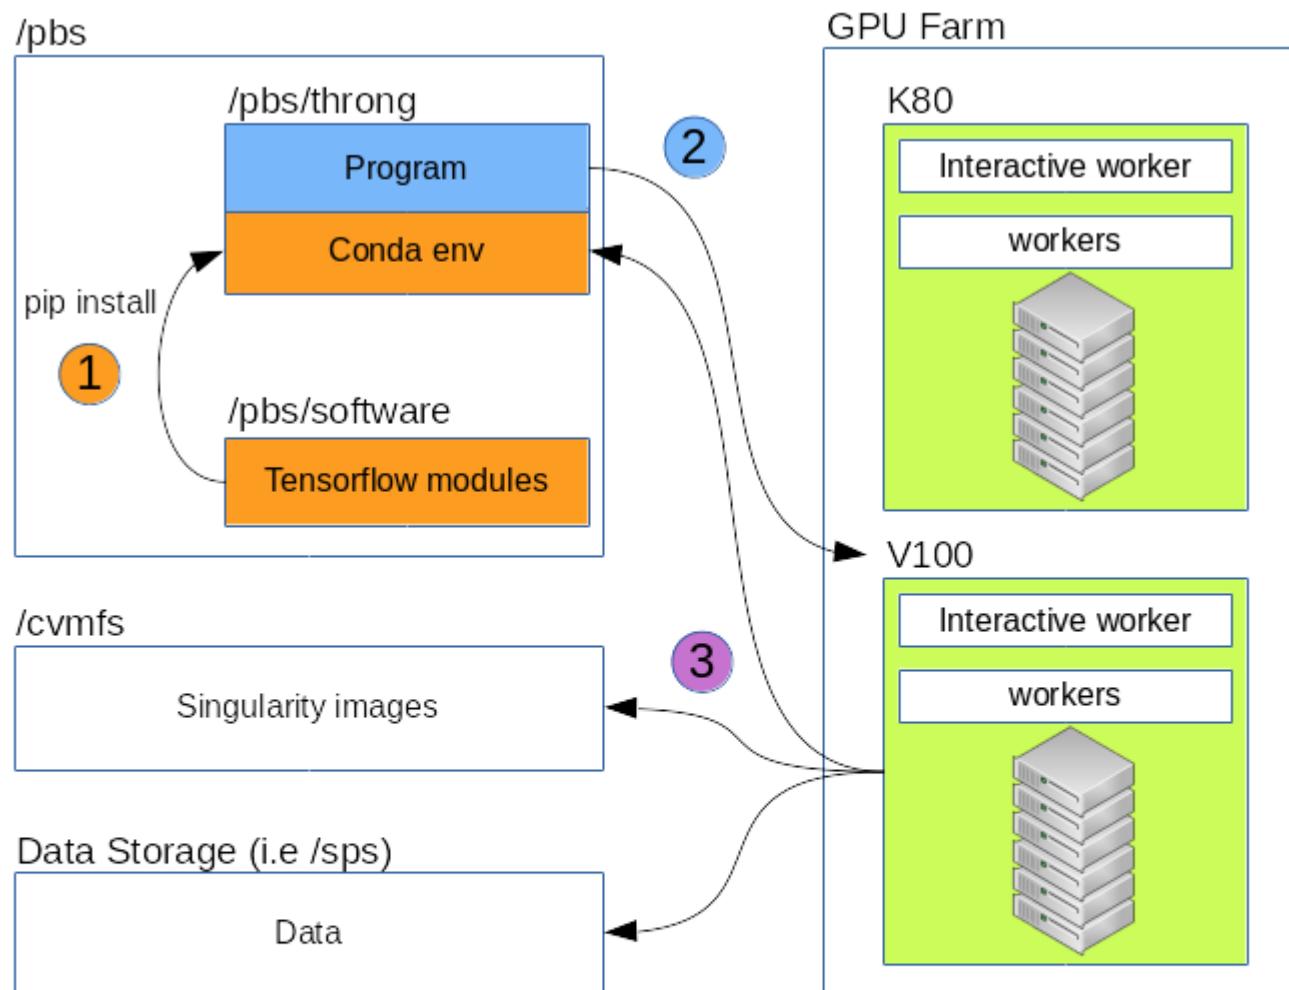 /pbs
/pbs/throng
Program
Conda env
pip install
1
/pbs/software
Tensorflow modules
2
/cvmfs
Singularity images
3
Data Storage (i.e /sps)
Data
GPU Farm
K80
Interactive worker
workers
V100
Interactive worker
workers